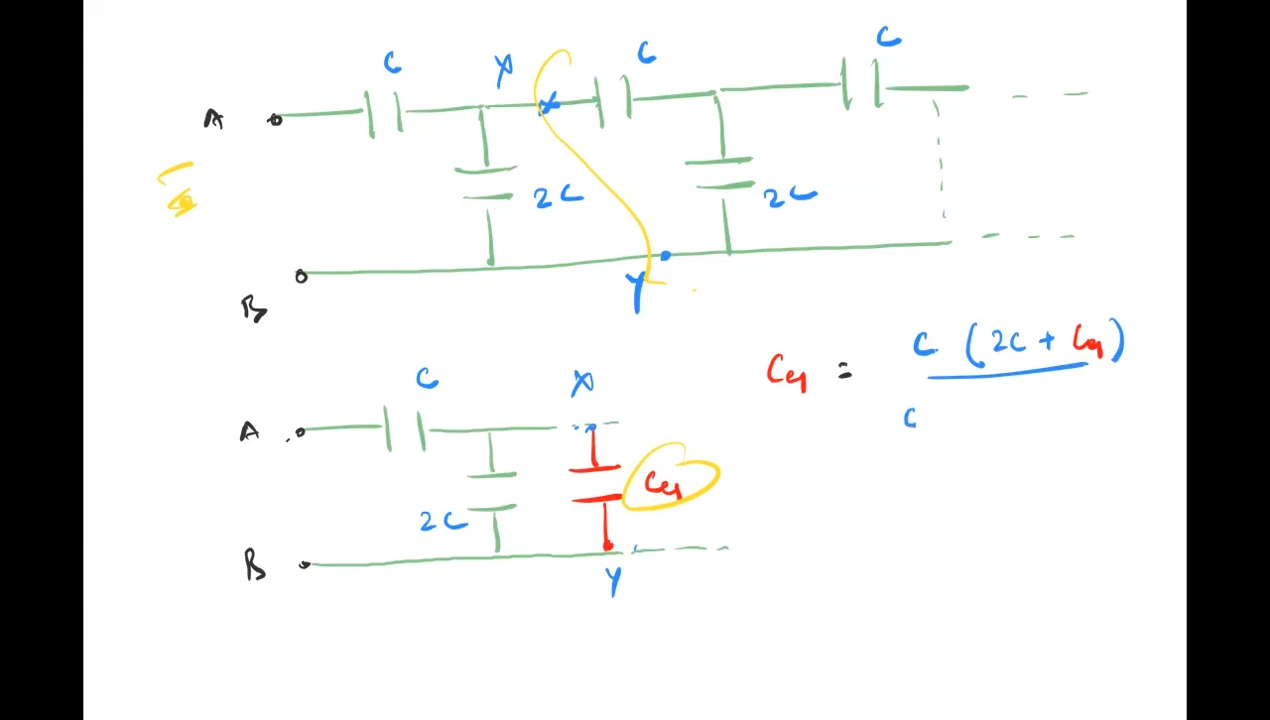 C X C C
A
2C 2C
Y
B
Ceq = C (2C + Ceq)
C
C X
A
Ceq
2C
B
Y